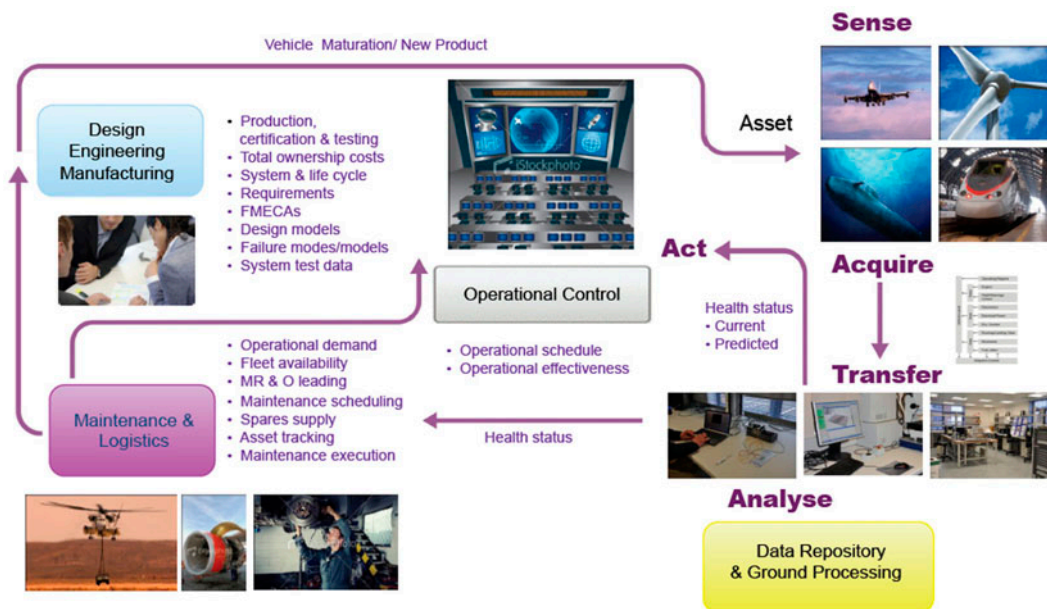 Sense
Vehicle Maturation/ New Product
Design
Engineering
Manufacturing
• Production,
certification & testing
• Total ownership costs
• System & life cycle
• Requirements
• FMECAs
• Design models
• Failure modes/models
• System test data
iStockphoto
Asset
Act
Operational Control
Acquire
Health status
• Current
• Predicted
Transfer
• Operational demand
• Fleet availability
• MR & O leading
• Maintenance scheduling
• Spares supply
• Asset tracking
• Maintenance execution
• Operational schedule
• Operational effectiveness
Maintenance &
Logistics
Health status
Analyse
Data Repository
& Ground Processing